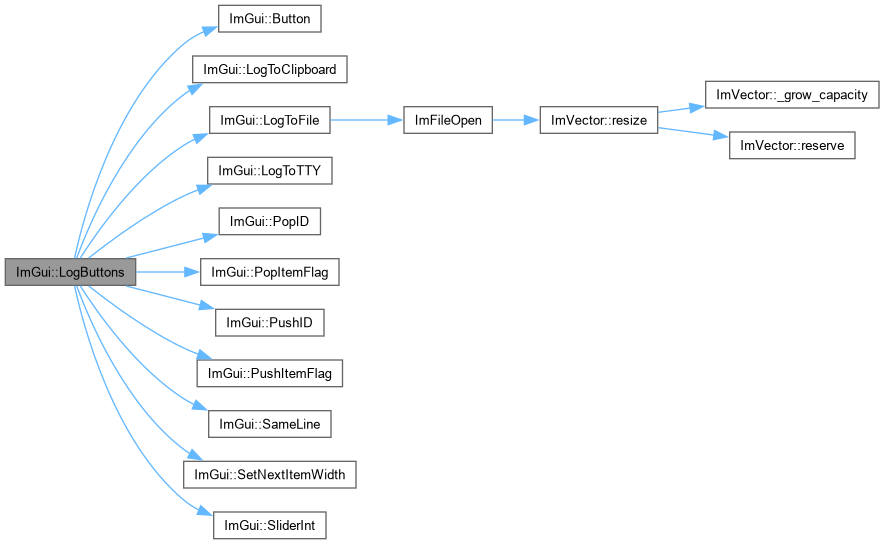 ImGui::Button
ImGui::LogToClipboard
ImGui::LogToFile
ImFileOpen
ImVector::resize
ImVector::_grow_capacity
ImVector::reserve
ImGui::LogToTTY
ImGui::PopID
ImGui::LogButtons
ImGui::PopItemFlag
ImGui::PushID
ImGui::PushItemFlag
ImGui::SameLine
ImGui::SetNextItemWidth
ImGui::SliderInt